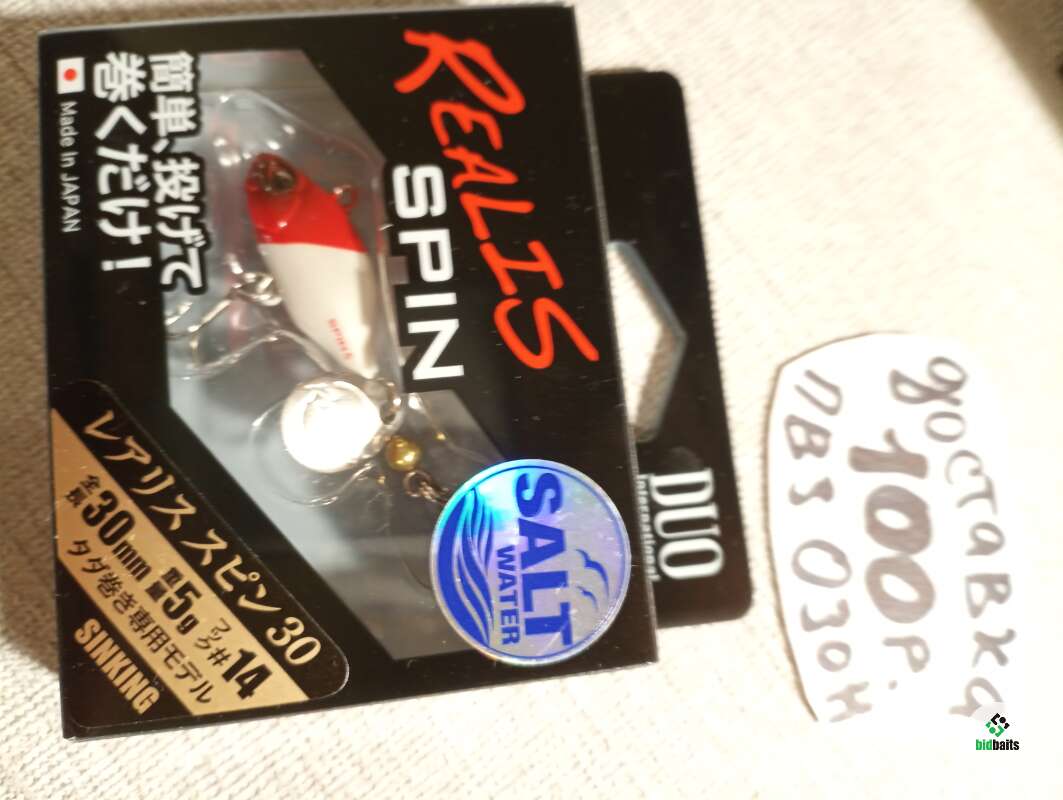 REALIS
SPIN
簡単、投げて
巻くだけ!
Made In JAPAN
レアリス スピン 30
全長30mm 重量5g フック#14
タダ巻き専用モデル
SINKING
SALT
WATER
DUO
International
доставка
100р.
ПВЗ ОЗОН
bidbaits